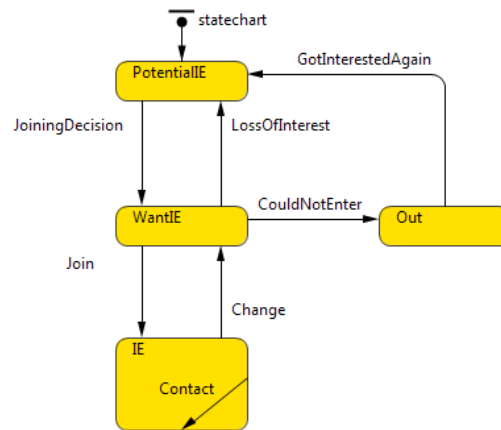 statechart
GotInterestedAgain
PotentialIE
JoiningDecision
LossOfInterest
CouldNotEnter
WantIE
Out
Join
Change
IE
Contact